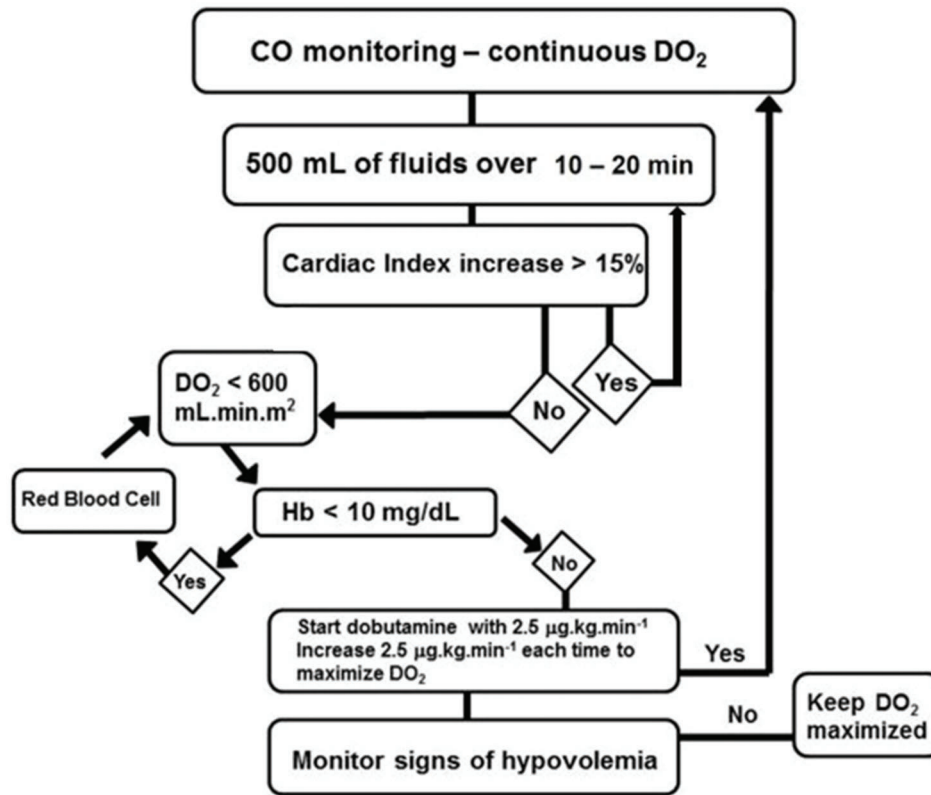 CO monitoring – continuous DO₂
500 mL of fluids over 10 – 20 min
Cardiac Index increase > 15%
DO₂ < 600
mL.min.m²
No
Yes
Red Blood Cell
Hb < 10 mg/dL
Yes
No
Start dobutamine with 2.5 µg.kg.min⁻¹
Increase 2.5 µg.kg.min⁻¹ each time to
maximize DO₂
Yes
No
Keep DO₂
maximized
Monitor signs of hypovolemia